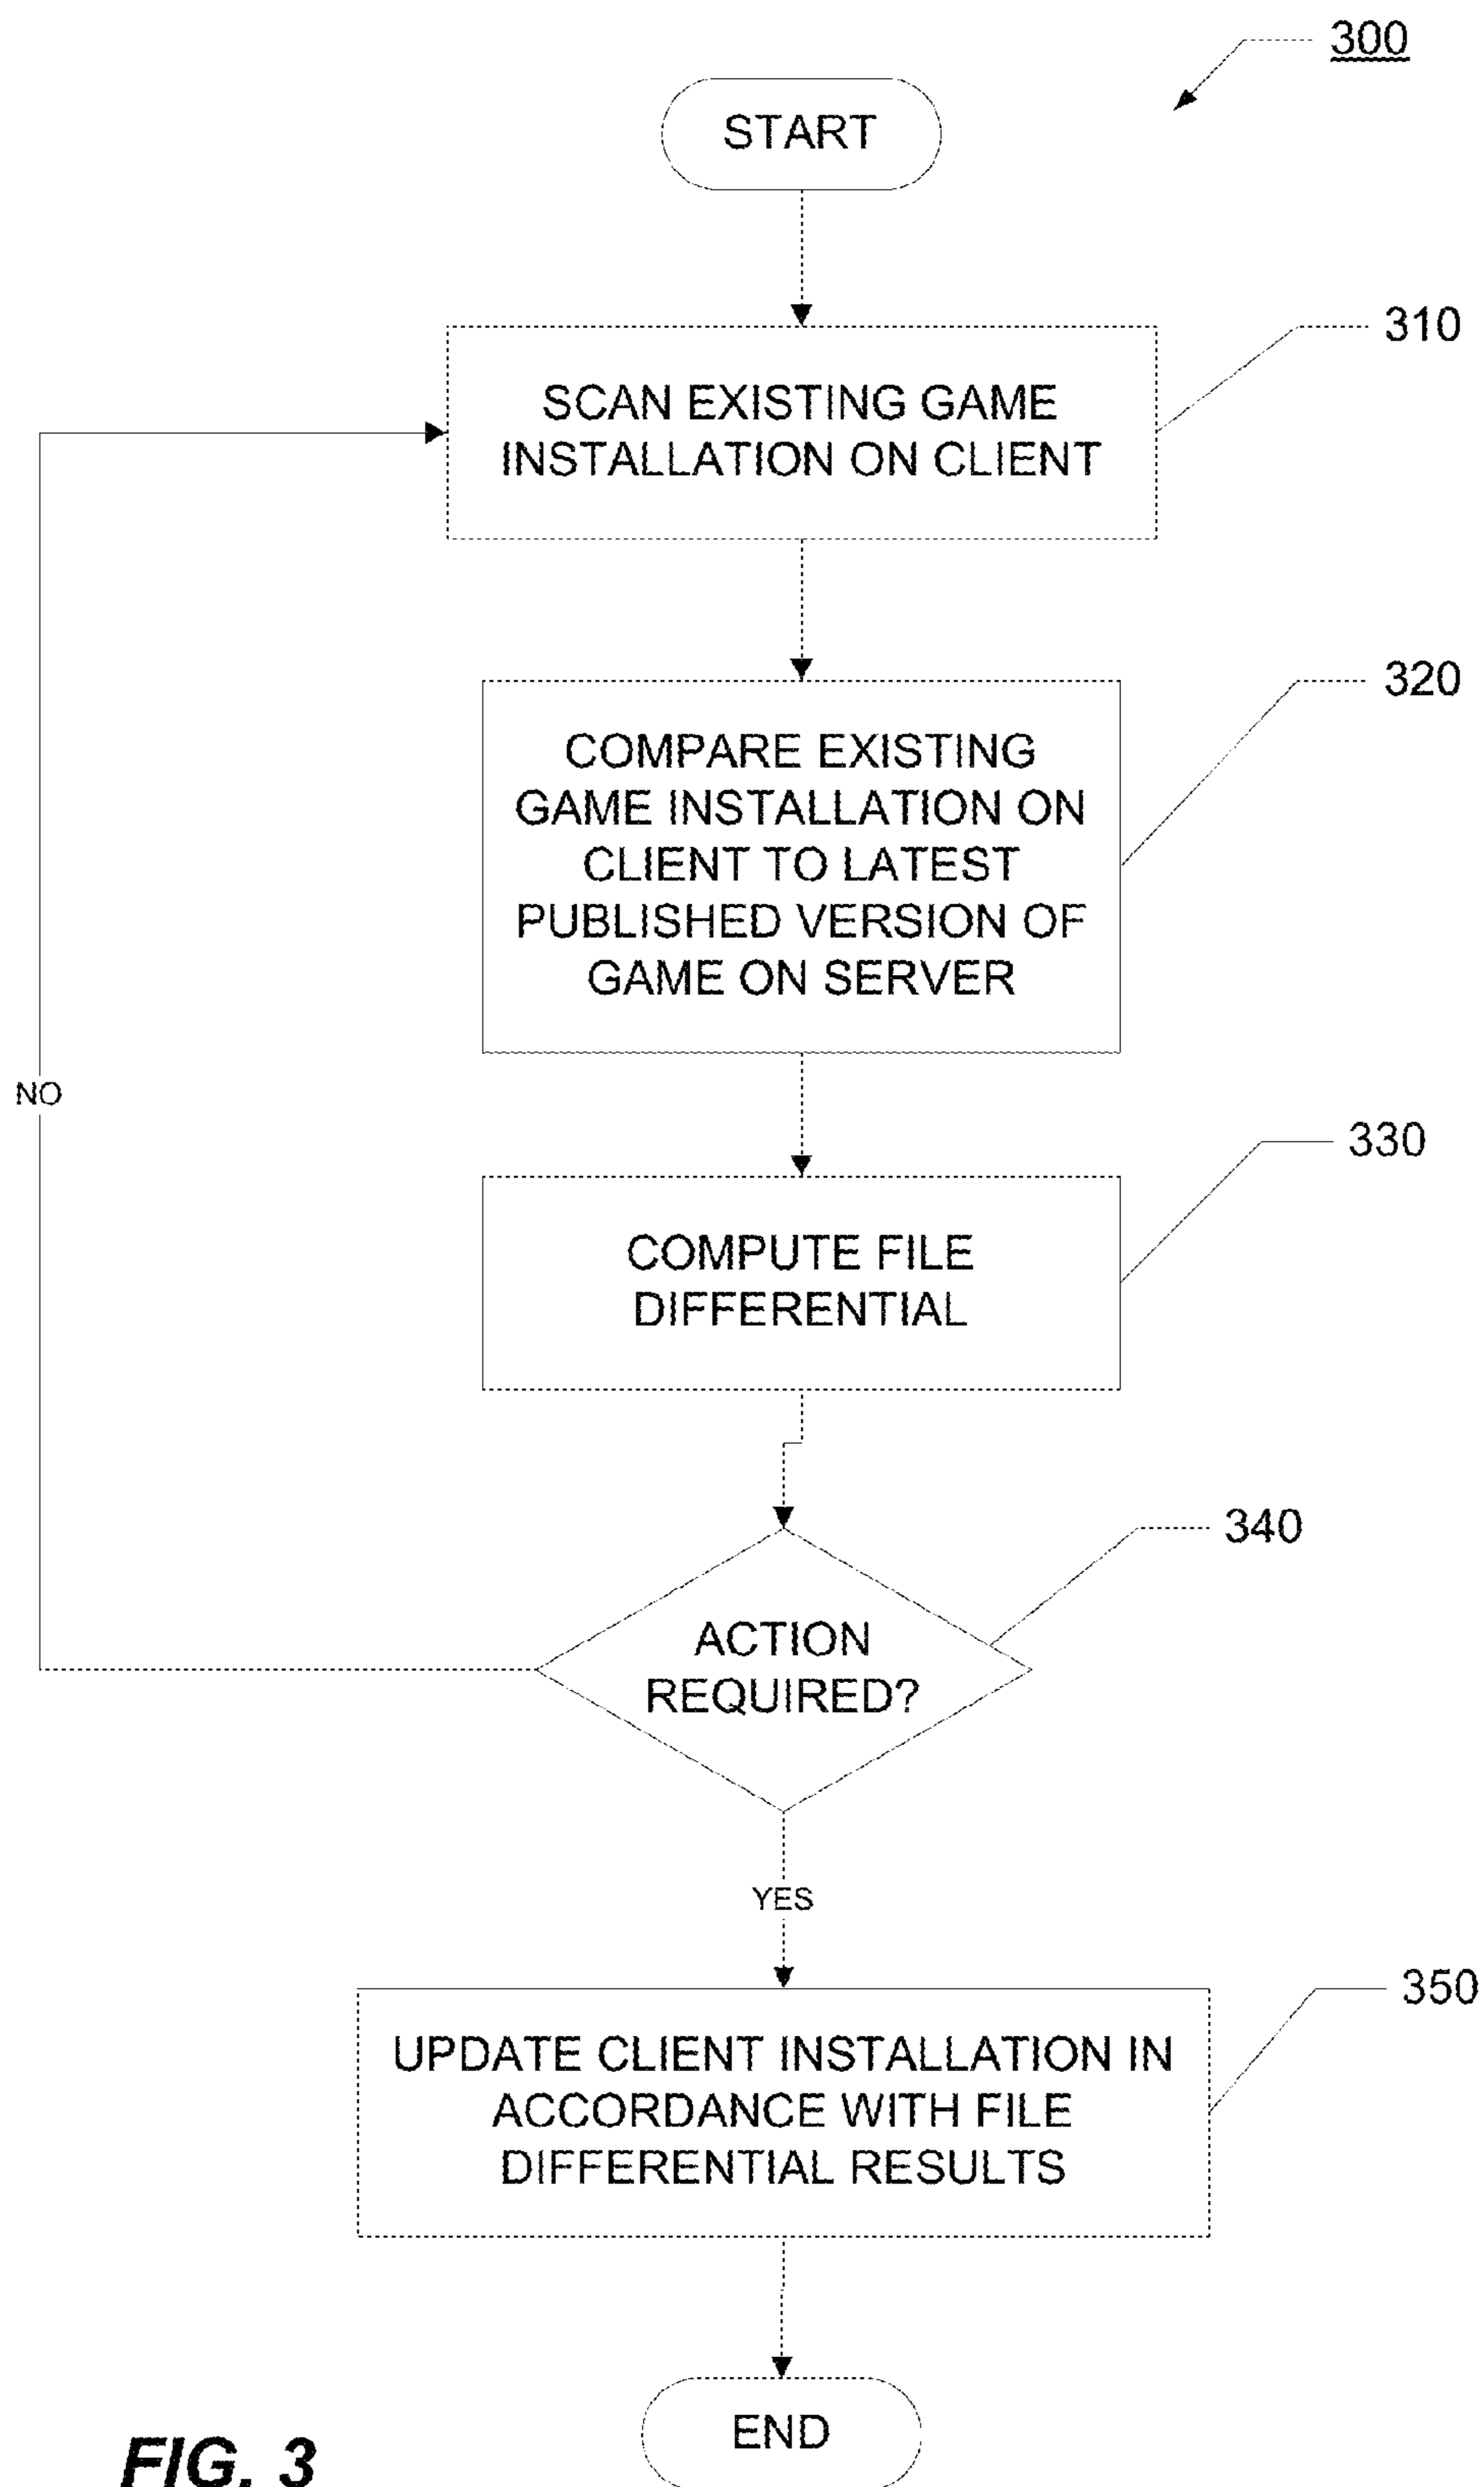 300
START
310
SCAN EXISTING GAME
INSTALLATION ON CLIENT
320
COMPARE EXISTING
GAME INSTALLATION ON
CLIENT TO LATEST
PUBLISHED VERSION OF
GAME ON SERVER
NO
330
COMPUTE FILE
DIFFERENTIAL
340
ACTION
REQUIRED?
YES
350
UPDATE CLIENT INSTALLATION IN
ACCORDANCE WITH FILE
DIFFERENTIAL RESULTS
END
FIG. 3